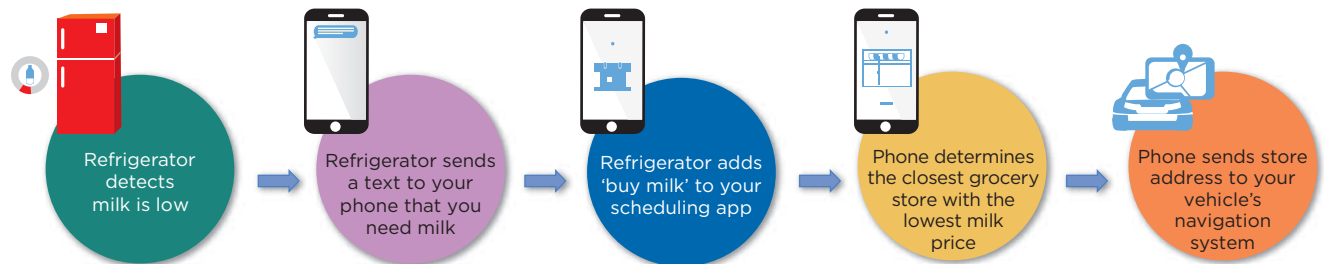 Refrigerator
detects
milk is low
Refrigerator sends
a text to your
phone that you
need milk
Refrigerator adds
‘buy milk’ to your
scheduling app
Phone determines
the closest grocery
store with the
lowest milk
price
Phone sends store
address to your
vehicle’s
navigation
system